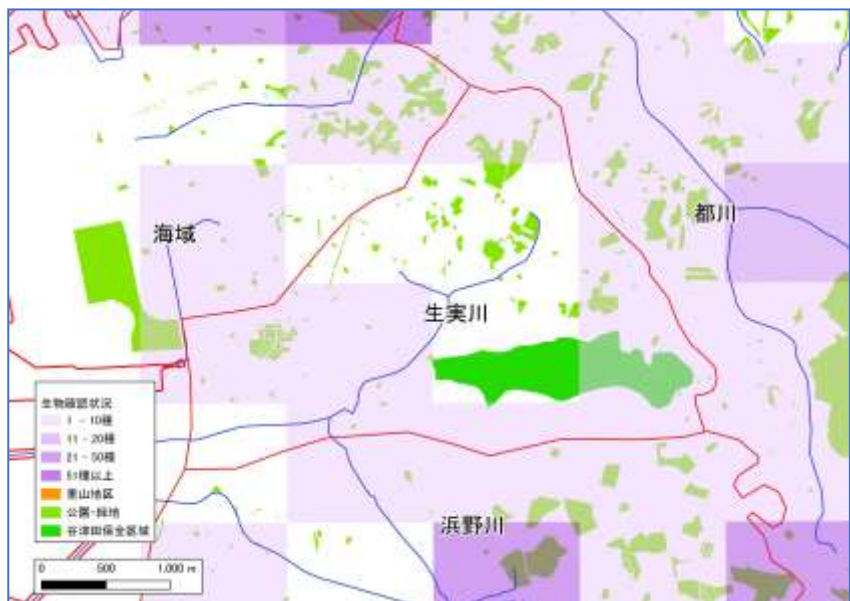 都川
海域
生実川
生物確認状況
1 - 10種
11 - 20種
21 - 50種
51種以上
里山地区
公園・緑地
谷津田保全区域
浜野川
0 500 1,000 m